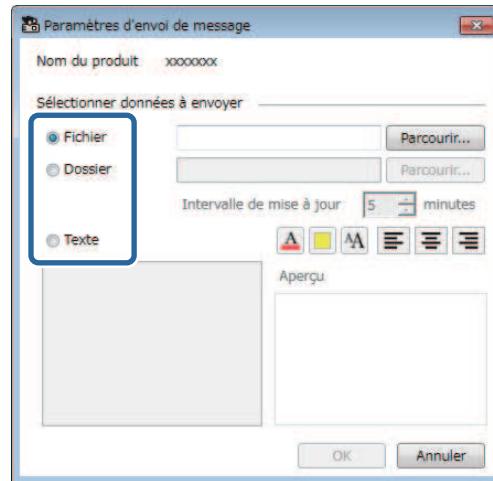 Paramètres d'envoi de message
Nom du produit xxxxxxx
Sélectionner données à envoyer
Fichier Parcourir...
Dossier Parcourir...
Intervalle de mise à jour 5 minutes
Texte A AA
Aperçu
OK Annuler